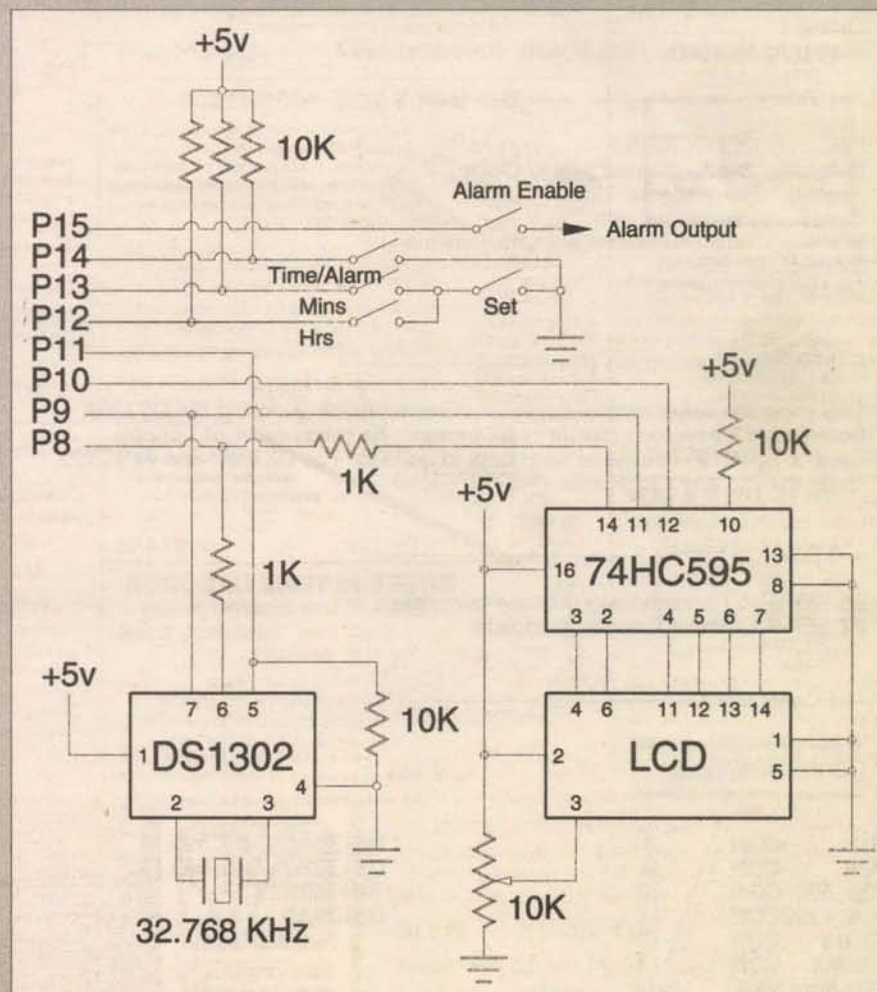 +5v
10K
Alarm Enable
P15
Alarm Output
P14
Time/Alarm
P13
Mins
Set
P12
Hrs
P11
+5v
P10
P9
10K
P8
1K
+5v
14 11 12 10
13
1K
16 74HC595
8
3 2 4 5 6 7
+5v
7 6 5
10K
4 6 11 12 13 14
1 DS1302
4
2 LCD
1
5
2 3
3
10K
32.768 KHz